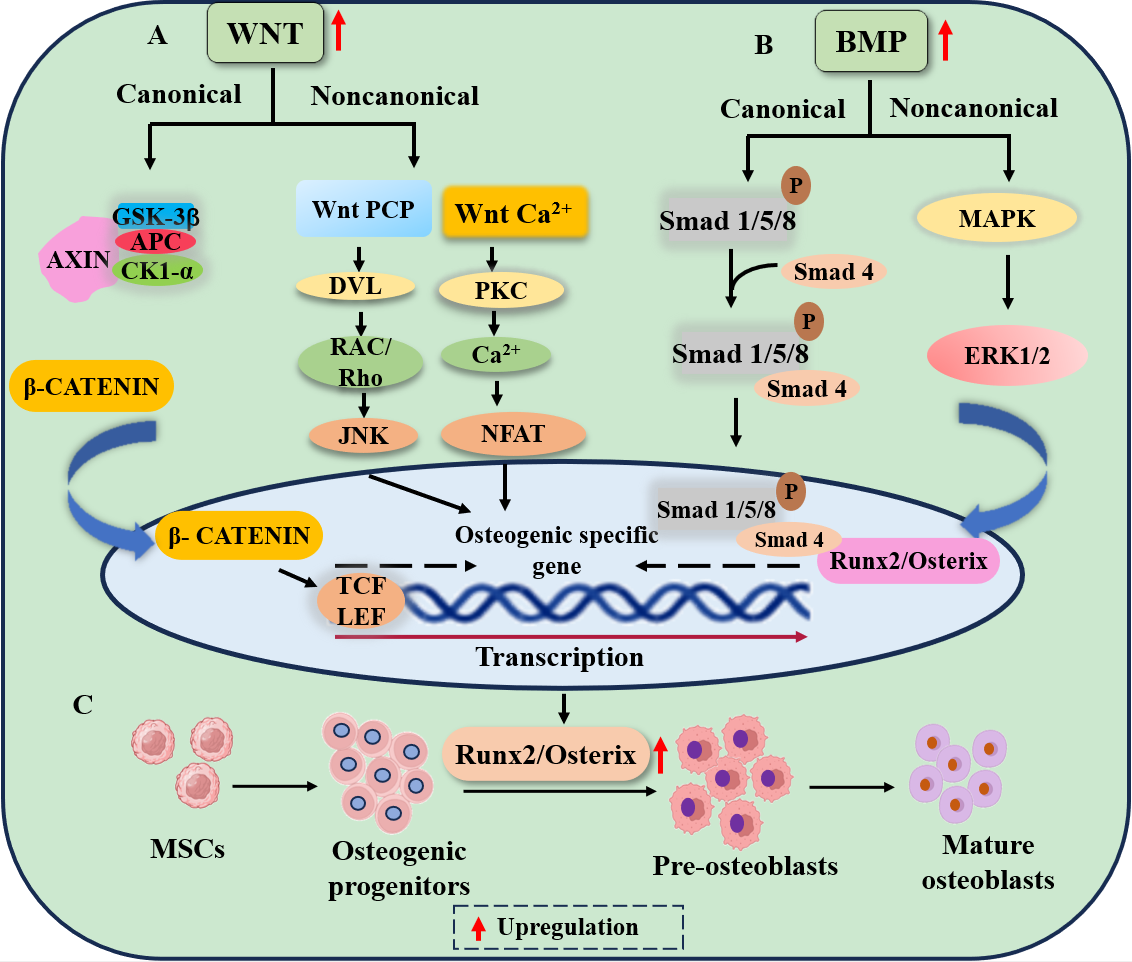 A
WNT
Canonical
Noncanonical
AXIN
GSK-3β
APC
CK1-α
β-CATENIN
Wnt PCP
DVL
RAC/
Rho
JNK
Wnt Ca²⁺
PKC
Ca²⁺
NFAT
B
BMP
Canonical
Noncanonical
P
Smad 1/5/8
Smad 4
P
Smad 1/5/8
Smad 4
MAPK
ERK1/2
β- CATENIN
TCF
LEF
Osteogenic specific
gene
P
Smad 1/5/8
Smad 4
Runx2/Osterix
Transcription
C
Runx2/Osterix
MSCs
Osteogenic
progenitors
Pre-osteoblasts
Mature
osteoblasts
Upregulation